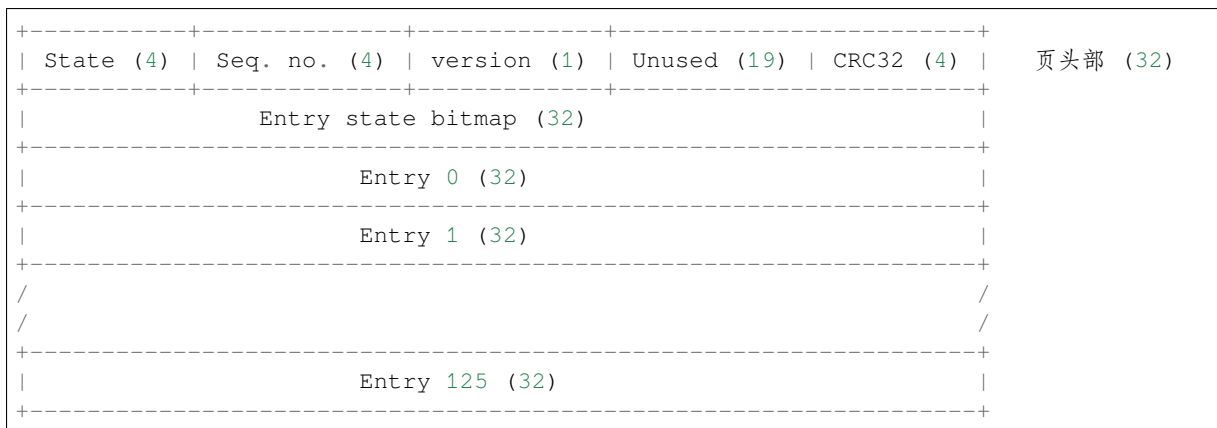 +-----------+--------------+-------------+-------------------------+
| State (4) | Seq. no. (4) | version (1) | Unused (19) | CRC32 (4) | 页头部 (32)
+-----------+--------------+-------------+-------------------------+
| Entry state bitmap (32) |
+------------------------------------------------------------------+
| Entry 0 (32) |
+------------------------------------------------------------------+
| Entry 1 (32) |
+------------------------------------------------------------------+
/ /
/ /
+------------------------------------------------------------------+
| Entry 125 (32) |
+------------------------------------------------------------------+